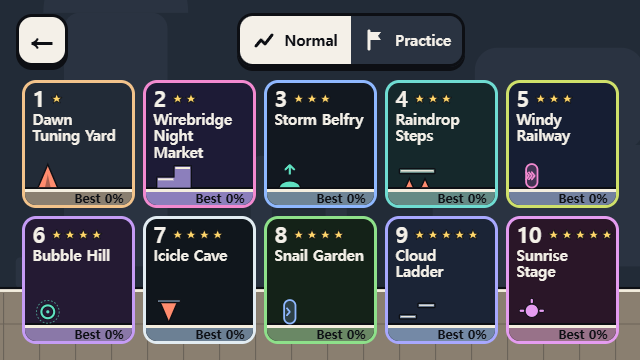 ←
Normal
Practice
1
Dawn
Tuning Yard
Best 0%
2
Wirebridge
Night
Market
Best 0%
3
Storm Belfry
Best 0%
4
Raindrop
Steps
Best 0%
5
Windy
Railway
Best 0%
6
Bubble Hill
Best 0%
7
Icicle Cave
Best 0%
8
Snail Garden
Best 0%
9
Cloud
Ladder
Best 0%
10
Sunrise
Stage
Best 0%